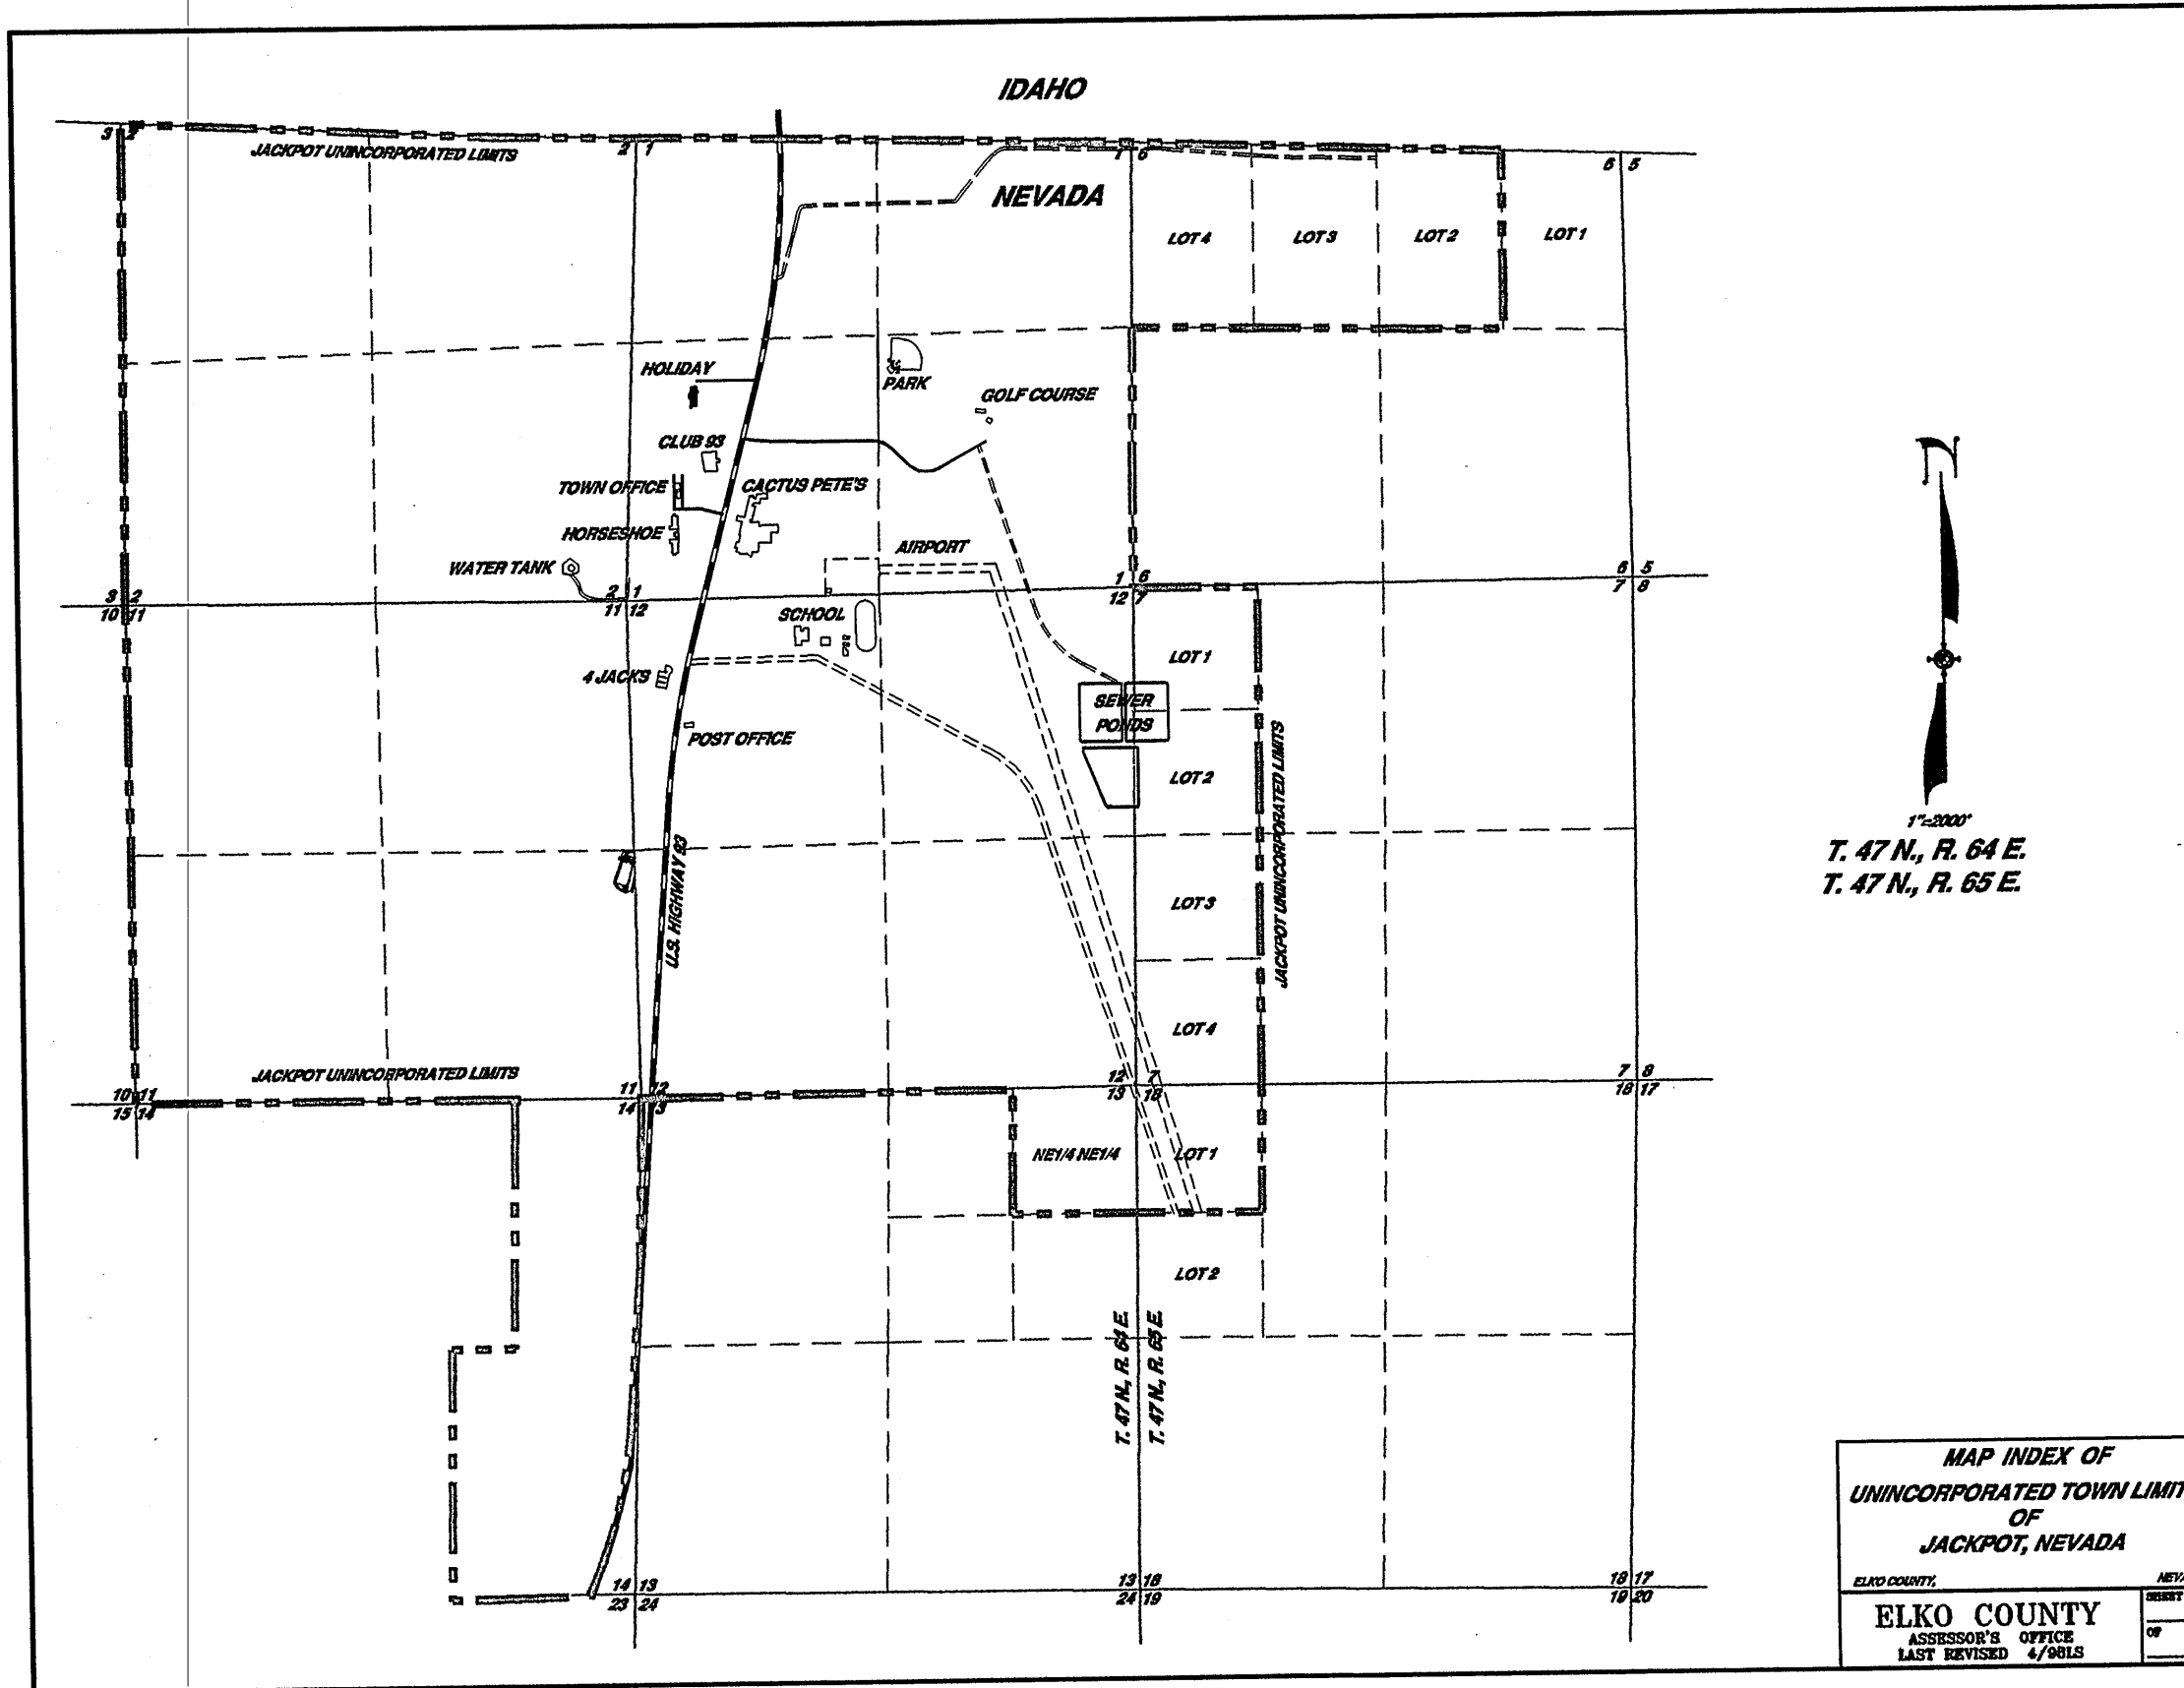 IDAHO
3 2
JACKPOT UNINCORPORATED LIMITS
2 1
1 6
6 5
NEVADA
LOT 4
LOT 3
LOT 2
LOT 1
HOLIDAY
PARK
GOLF COURSE
CLUB 93
TOWN OFFICE
CACTUS PETE'S
HORSESHOE
AIRPORT
WATER TANK
3 2
10 11
2 1
11 12
1 6
12 7
6 5
7 8
SCHOOL
4 JACKS
LOT 1
SEWER
PONDS
POST OFFICE
LOT 2
JACKPOT UNINCORPORATED LIMITS
U.S. HIGHWAY 93
LOT 3
LOT 4
1"=2000'
T. 47 N., R. 64 E.
T. 47 N., R. 65 E.
JACKPOT UNINCORPORATED LIMITS
10 11
15 14
11 12
14 13
12 7
13 18
7 8
18 17
NE1/4 NE1/4
LOT 1
LOT 2
T. 47 N., R. 64 E.
T. 47 N., R. 65 E.
14 13
23 24
13 18
24 19
18 17
19 20
MAP INDEX OF
UNINCORPORATED TOWN LIMIT
OF
JACKPOT, NEVADA
ELKO COUNTY, NEV
ELKO COUNTY
ASSESSOR'S OFFICE
LAST REVISED 4/98LS
SHEET
OF